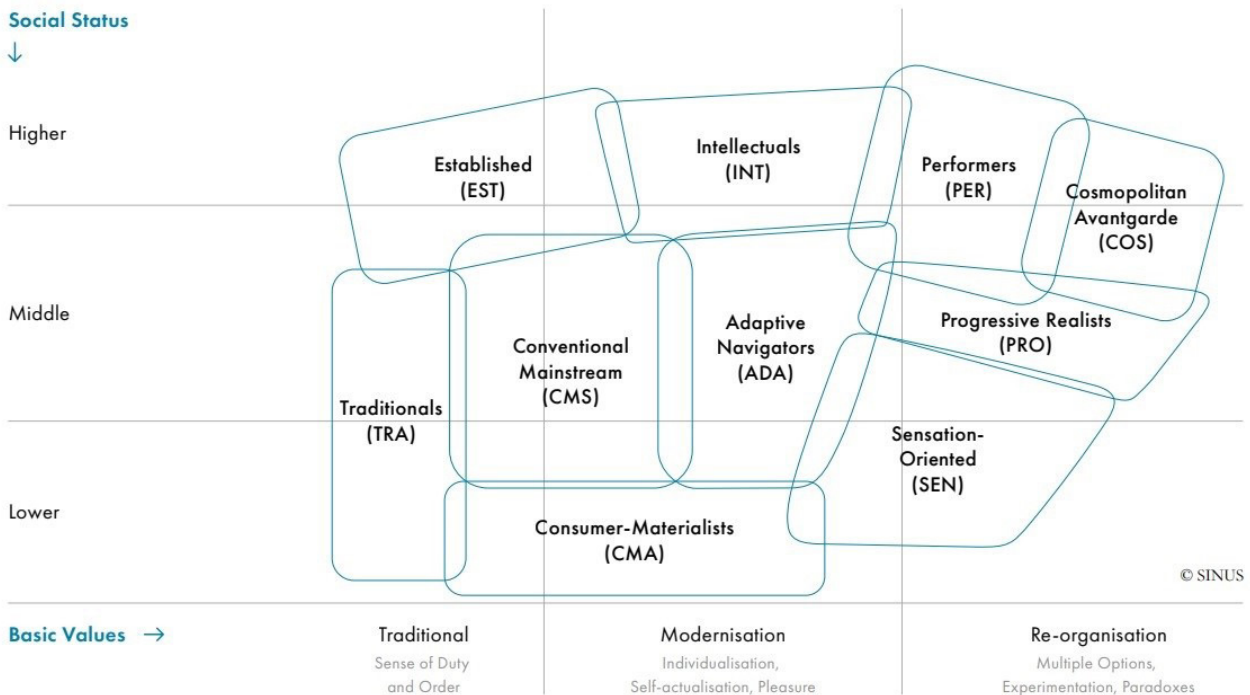 Social Status
↓
Higher
Established
(EST)
Intellectuals
(INT)
Performers
(PER)
Cosmopolitan
Avantgarde
(COS)
Middle
Conventional
Mainstream
(CMS)
Adaptive
Navigators
(ADA)
Progressive Realists
(PRO)
Traditionals
(TRA)
Sensation-
Oriented
(SEN)
Lower
Consumer-Materialists
(CMA)
© SINUS
Basic Values →
Traditional
Sense of Duty
and Order
Modernisation
Individualisation,
Self-actualisation, Pleasure
Re-organisation
Multiple Options,
Experimentation, Paradoxes